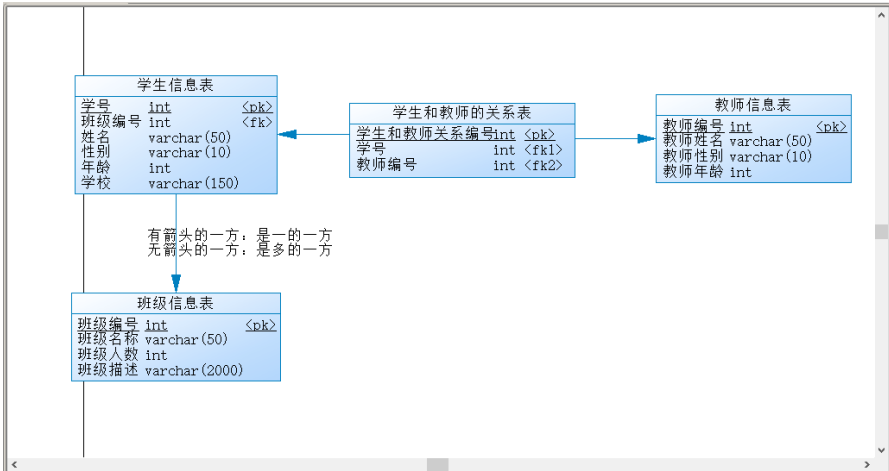 学生信息表
学号 int <pk>
班级编号 int <fk>
姓名 varchar(50)
性别 varchar(10)
年龄 int
学校 varchar(150)
学生和教师的关系表
学生和教师关系编号int <pk>
学号 int <fk1>
教师编号 int <fk2>
教师信息表
教师编号 int <pk>
教师姓名 varchar(50)
教师性别 varchar(10)
教师年龄 int
有箭头的一方：是一的一方
无箭头的一方：是多的一方
班级信息表
班级编号 int <pk>
班级名称 varchar(50)
班级人数 int
班级描述 varchar(2000)